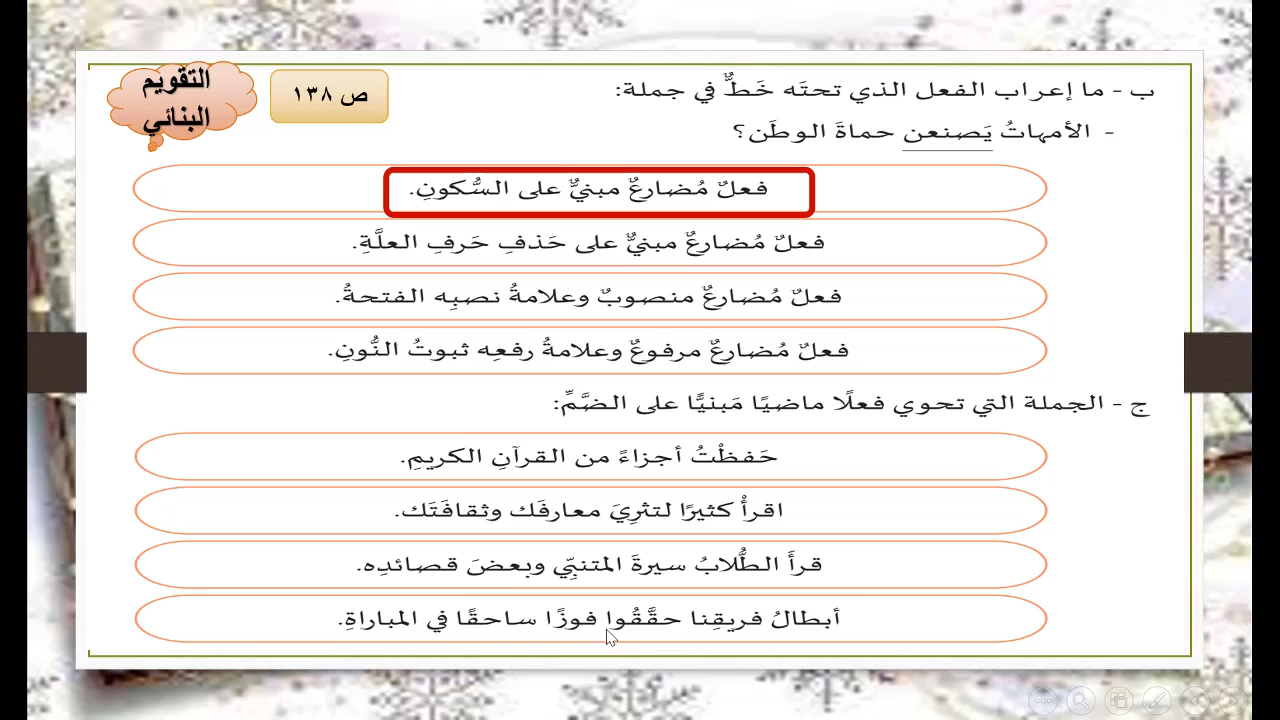 التقويم
البنائي
ص ١٣٨
ب - ما إعراب الفعل الذي تحتَه خَطٌّ في جملة:
- الأمهاتُ يَصنعن حماةَ الوطَن؟
فعلٌ مُضارعٌ مبنيٌّ على السُّكونِ.
فعلٌ مُضارعٌ مبنيٌّ على حَذفِ حَرفِ العلَّةِ.
فعلٌ مُضارعٌ منصوبٌ وعلامةُ نصبِه الفتحةُ.
فعلٌ مُضارعٌ مرفوعٌ وعلامةُ رفعِه ثبوتُ النُّونِ.
ج - الجملة التي تحوي فعلًا ماضيًا مَبنيًّا على الضَّمِّ:
حَفظْتُ أجزاءً من القرآنِ الكريمِ.
اقرأْ كثيرًا لتثرِيَ معارفَك وثقافَتَك.
قرأَ الطُّلابُ سيرةَ المتنبِّي وبعضَ قصائدِه.
أبطالُ فريقِنا حقَّقُوا فوزًا ساحقًا في المباراةِ.